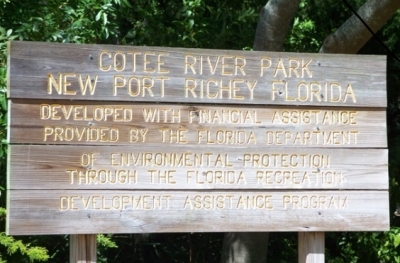 COTEE RIVER PARK
NEW PORT RICHEY FLORIDA
DEVELOPED WITH FINANCIAL ASSISTANCE
PROVIDED BY THE FLORIDA DEPARTMENT
OF ENVIRONMENTAL PROTECTION
THROUGH THE FLORIDA RECREATION
DEVELOPMENT ASSISTANCE PROGRAM